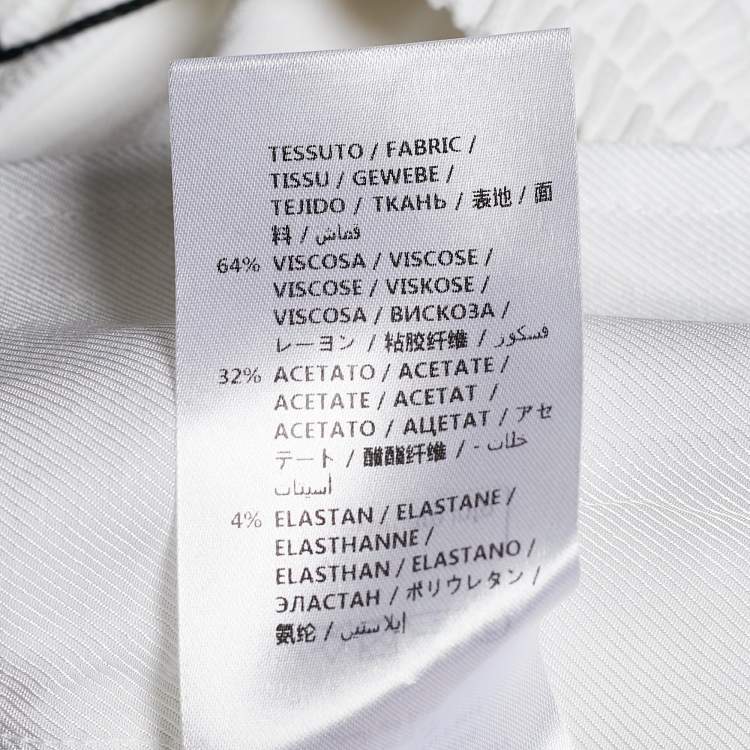 TESSUTO / FABRIC /
TISSU / GEWEBE /
TEJIDO / ТКАНЬ / 表地 / 面
料 / قماش
64% VISCOSA / VISCOSE /
VISCOSE / VISKOSE /
VISCOSA / ВИСКОЗА /
レーヨン / 粘胶纤维 / فسكوز
32% ACETATO / ACETATE /
ACETATE / ACETAT /
ACETATO / АЦЕТАТ / アセ
テート / 醋酯纤维 / خلات -
أسيتات
4% ELASTAN / ELASTANE /
ELASTHANNE /
ELASTHAN / ELASTANO /
ЭЛАСТАН / ポリウレタン /
氨纶 / إيلاستين